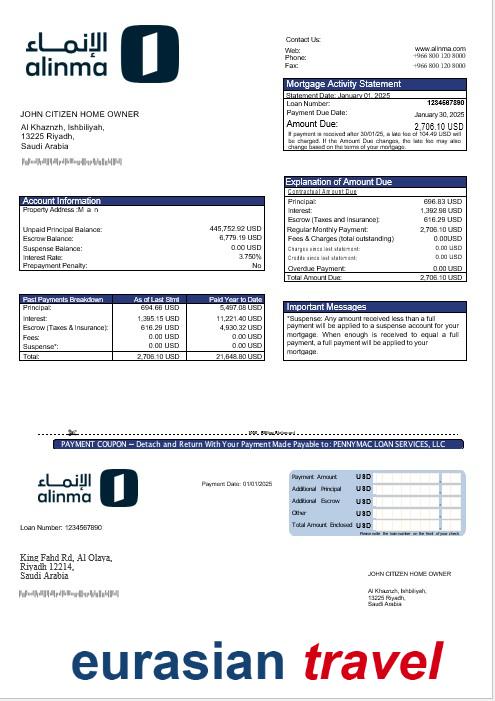 الإنماء
alinma
Contact Us:
Web: www.alinma.com
Phone: +966 800 120 8000
Fax: +966 800 120 8000
Mortgage Activity Statement
Statement Date: January 01, 2025
Loan Number: 1234567890
Payment Due Date: January 30, 2025
Amount Due: 2,706.10 USD
If payment is received after 30/01/25, a late fee of 104.49 USD will
be charged. If the Amount Due changes, the late fee may also
change based on the terms of your mortgage.
JOHN CITIZEN HOME OWNER
Al Khaznzh, Ishbiliyah,
13225 Riyadh,
Saudi Arabia
Account Information
Property Address :M a n
Unpaid Principal Balance: 445,752.92 USD
Escrow Balance: 6,779.19 USD
Suspense Balance: 0.00 USD
Interest Rate: 3.750%
Prepayment Penalty: No
Explanation of Amount Due
Contractual Amount Due
Principal: 696.83 USD
Interest: 1,392.98 USD
Escrow (Taxes and Insurance): 616.29 USD
Regular Monthly Payment: 2,706.10 USD
Fees & Charges (total outstanding) 0.00USD
Charges since last statement: 0.00 USD
Credits since last statement: 0.00 USD
Overdue Payment: 0.00 USD
Total Amount Due: 2,706.10 USD
Past Payments Breakdown As of Last Stmt Paid Year to Date
Principal: 694.66 USD 5,497.08 USD
Interest: 1,395.15 USD 11,221.40 USD
Escrow (Taxes & Insurance): 616.29 USD 4,930.32 USD
Fees: 0.00 USD 0.00 USD
Suspense*: 0.00 USD 0.00 USD
Total: 2,706.10 USD 21,648.80 USD
Important Messages
*Suspense: Any amount received less than a full
payment will be applied to a suspense account for your
mortgage. When enough is received to equal a full
payment, a full payment will be applied to your
mortgage.
PAYMENT COUPON – Detach and Return With Your Payment Made Payable to: PENNYMAC LOAN SERVICES, LLC
الإنماء
alinma
Payment Date: 01/01/2025
Payment Amount USD
Additional Principal USD
Additional Escrow USD
Other USD
Total Amount Enclosed USD
Please write the loan number on the front of your check.
Loan Number: 1234567890
King Fahd Rd, Al Olaya,
Riyadh 12214,
Saudi Arabia
JOHN CITIZEN HOME OWNER
Al Khaznzh, Ishbiliyah,
13225 Riyadh,
Saudi Arabia
eurasian travel